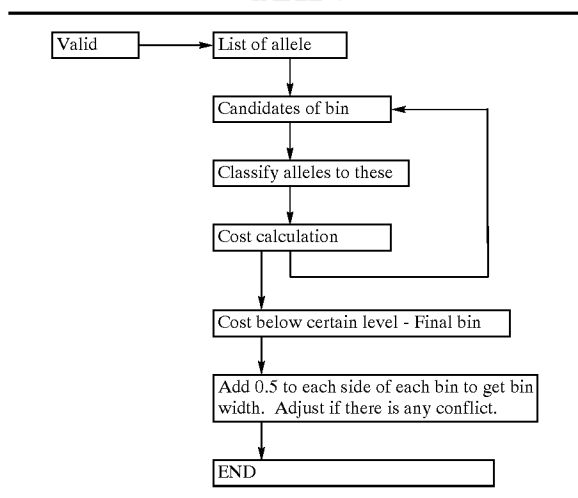 Valid
List of allele
Candidates of bin
Classify alleles to these
Cost calculation
Cost below certain level - Final bin
Add 0.5 to each side of each bin to get bin
width. Adjust if there is any conflict.
END